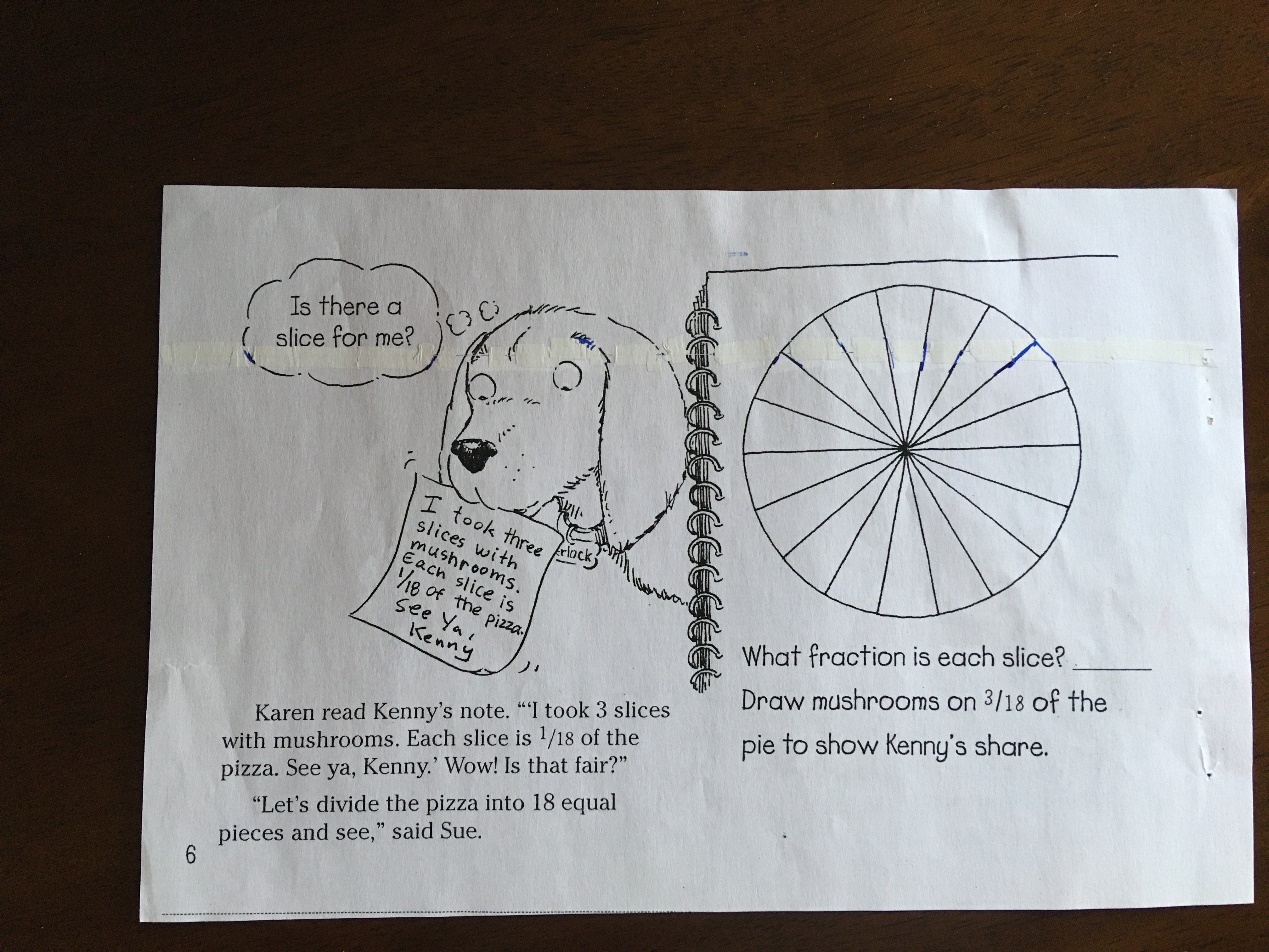 Is there a
slice for me?
I took three
slices with
mushrooms.
Each slice is
1/18 of the pizza.
See Ya,
Kenny
rlock
Karen read Kenny's note. "'I took 3 slices
with mushrooms. Each slice is 1/18 of the
pizza. See ya, Kenny.' Wow! Is that fair?"
"Let's divide the pizza into 18 equal
pieces and see," said Sue.
6
What fraction is each slice? ______
Draw mushrooms on 3/18 of the
pie to show Kenny's share.